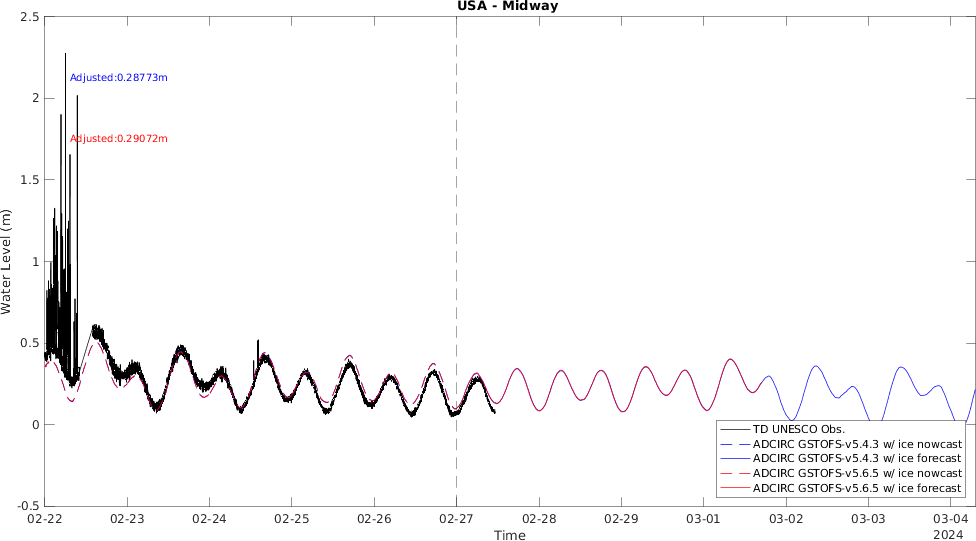 USA - Midway
2.5
2
1.5
1
0.5
0
-0.5
Water Level (m)
Adjusted:0.28773m
Adjusted:0.29072m
TD UNESCO Obs.
ADCIRC GSTOFS-v5.4.3 w/ ice nowcast
ADCIRC GSTOFS-v5.4.3 w/ ice forecast
ADCIRC GSTOFS-v5.6.5 w/ ice nowcast
ADCIRC GSTOFS-v5.6.5 w/ ice forecast
02-22 02-23 02-24 02-25 02-26 02-27 02-28 02-29 03-01 03-02 03-03 03-04
2024
Time